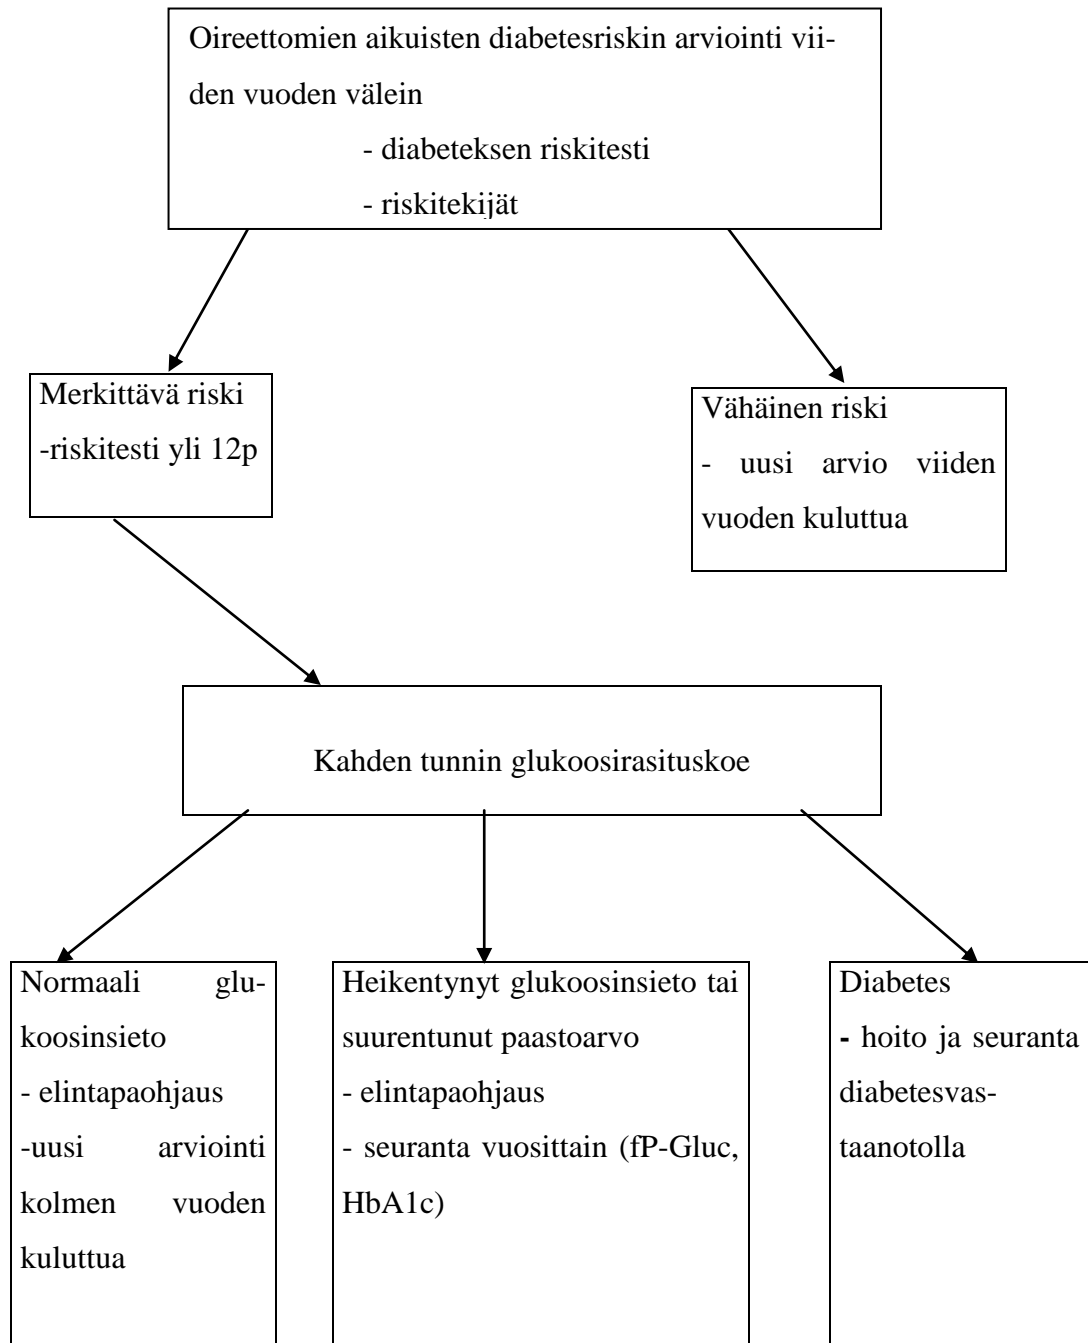 Oireettomien aikuisten diabetesriskin arviointi vii-
den vuoden välein
- diabeteksen riskitesti
- riskitekijät
Merkittävä riski
-riskitesti yli 12p
Vähäinen riski
- uusi arvio viiden
vuoden kuluttua
Kahden tunnin glukoosirasituskoe
Normaali glu-
koosinsieto
- elintapaohjaus
-uusi arviointi
kolmen vuoden
kuluttua
Heikentynyt glukoosinsieto tai
suurentunut paastoarvo
- elintapaohjaus
- seuranta vuosittain (fP-Gluc,
HbA1c)
Diabetes
- hoito ja seuranta
diabetesvas-
taanotolla